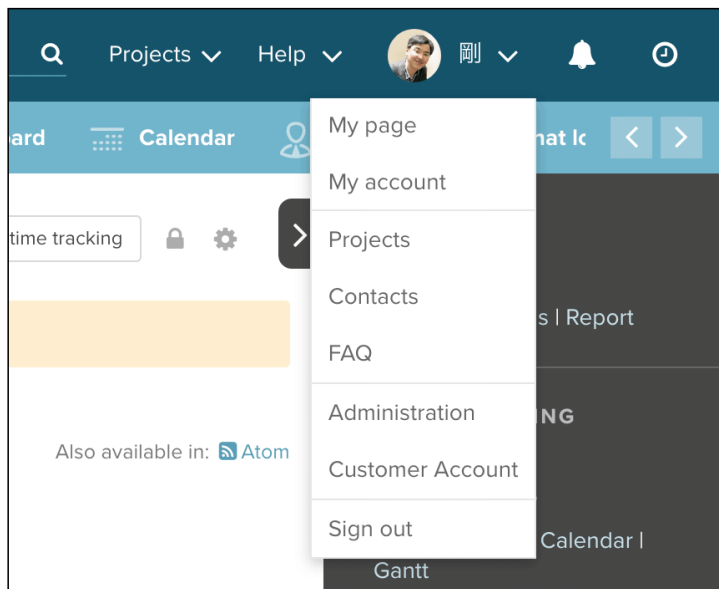 Projects
Help
剛
ard
Calendar
hat lo
time tracking
My page
My account
Projects
Contacts
FAQ
Administration
Customer Account
Sign out
s | Report
NG
Also available in: Atom
Calendar |
Gantt